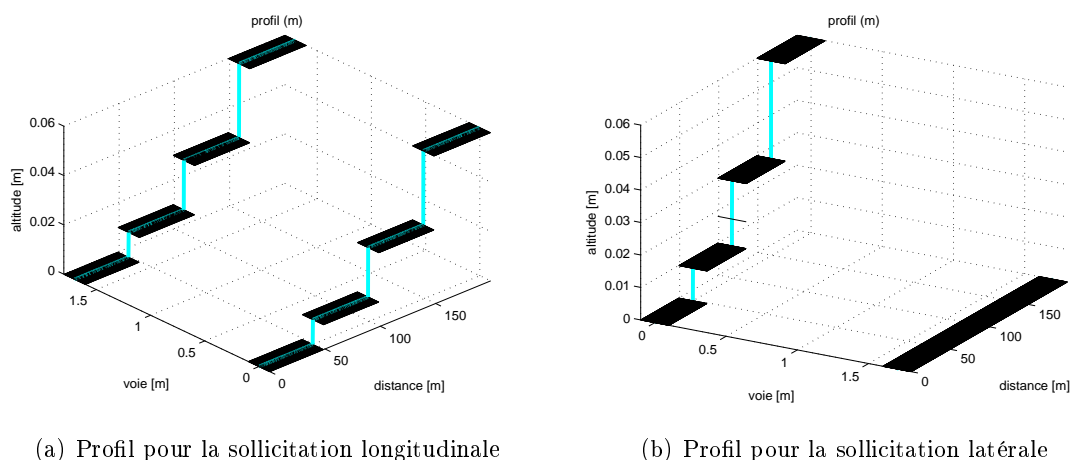 profil (m)
0.06
0.04
0.02
0
altitude [m]
1.5
1
0.5
0
voie [m]
0
50
100
150
distance [m]
(a) Profil pour la sollicitation longitudinale
profil (m)
0.06
0.05
0.04
0.03
0.02
0.01
0
altitude [m]
0
0.5
1
1.5
voie [m]
0
50
100
150
distance [m]
(b) Profil pour la sollicitation latérale